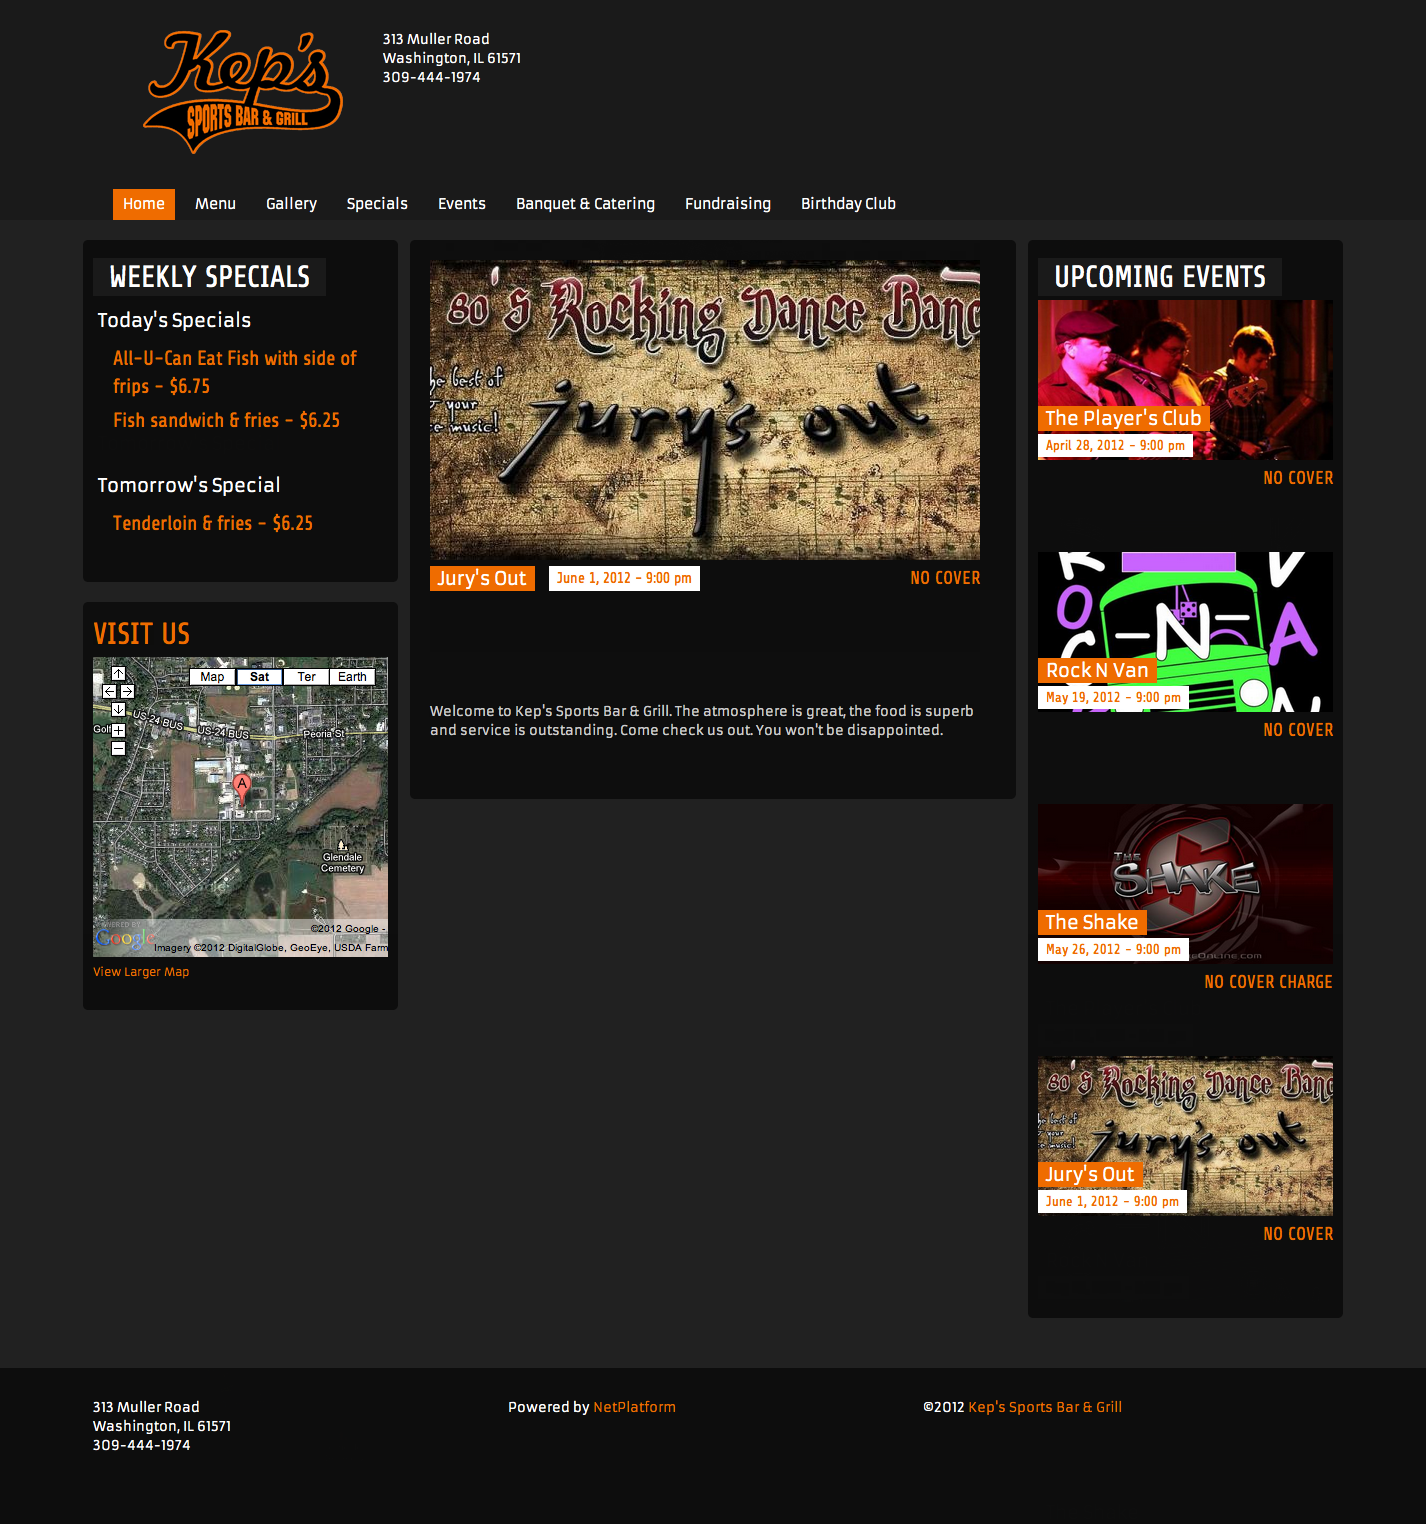 Kep's
SPORTS BAR & GRILL
313 Muller Road
Washington, IL 61571
309-444-1974
Home Menu Gallery Specials Events Banquet & Catering Fundraising Birthday Club
WEEKLY SPECIALS
Today's Specials
All-U-Can Eat Fish with side of
frips - $6.75
Fish sandwich & fries - $6.25
Tomorrow's Special
Tenderloin & fries - $6.25
VISIT US
Map Sat Ter Earth
US-24 BUS
US-24 BUS
Peoria St
Golf
A
Glendale
Cemetery
POWERED BY
Google
©2012 Google -
Imagery ©2012 DigitalGlobe, GeoEye, USDA Farm
View Larger Map
80's Rocking Dance Band
he best of
& your
ce music!
jury's out
Jury's Out June 1, 2012 - 9:00 pm NO COVER
Welcome to Kep's Sports Bar & Grill. The atmosphere is great, the food is superb
and service is outstanding. Come check us out. You won't be disappointed.
UPCOMING EVENTS
The Player's Club
April 28, 2012 - 9:00 pm
NO COVER
R V
O
C -N- A
N
Rock N Van
May 19, 2012 - 9:00 pm
NO COVER
THE
SHAKE
The Shake
May 26, 2012 - 9:00 pm
eOnline.com
NO COVER CHARGE
80's Rocking Dance Band
he best of
& your
ce music!
jury's out
Jury's Out
June 1, 2012 - 9:00 pm
NO COVER
313 Muller Road
Washington, IL 61571
309-444-1974
Powered by NetPlatform
©2012 Kep's Sports Bar & Grill